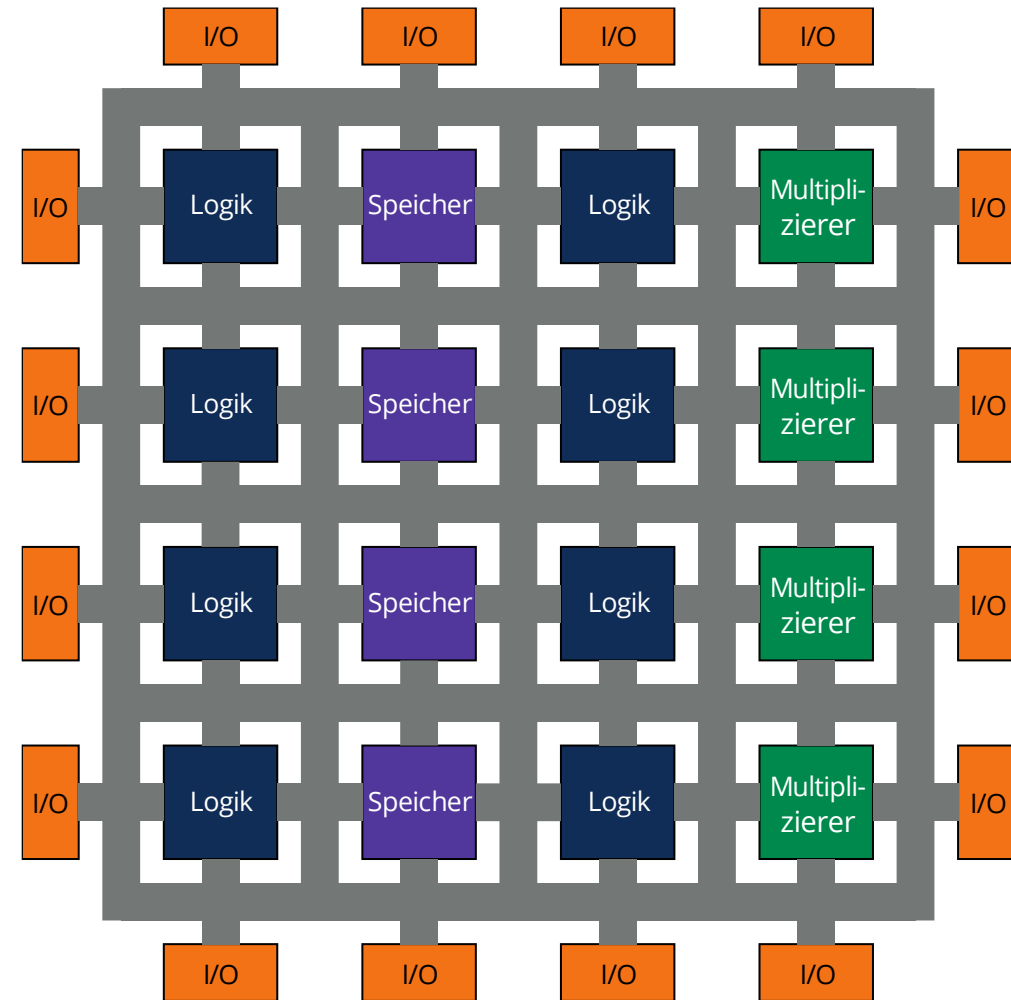 I/O
I/O
I/O
I/O
I/O
Logik
Speicher
Logik
Multipli-
zierer
I/O
I/O
Logik
Speicher
Logik
Multipli-
zierer
I/O
I/O
Logik
Speicher
Logik
Multipli-
zierer
I/O
I/O
Logik
Speicher
Logik
Multipli-
zierer
I/O
I/O
I/O
I/O
I/O